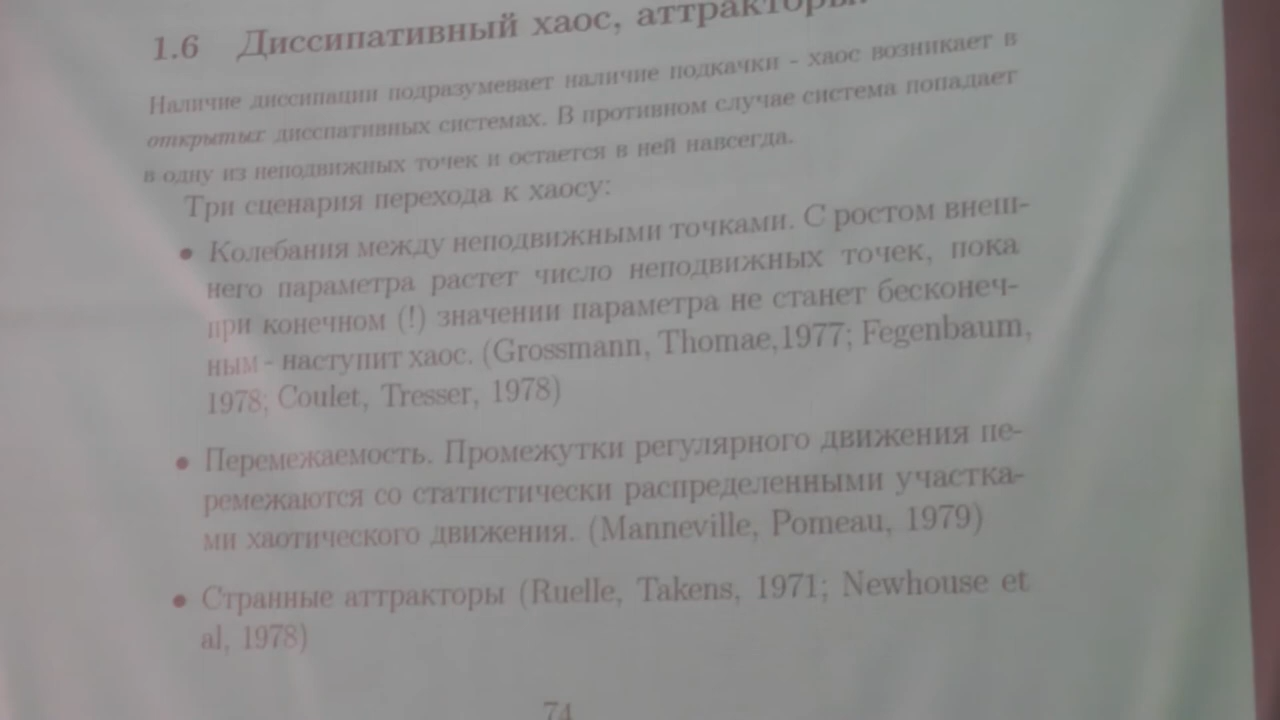 1.6 Диссипативный хаос, аттракторы.
Наличие диссипации подразумевает наличие подкачки - хаос возникает в
открытых дисспативных системах. В противном случае система попадает
в одну из неподвижных точек и остается в ней навсегда.
Три сценария перехода к хаосу:
• Колебания между неподвижными точками. С ростом внеш-
него параметра растет число неподвижных точек, пока
при конечном (!) значении параметра не станет бесконеч-
ным - наступит хаос. (Grossmann, Thomae,1977; Fegenbaum,
1978; Coulet, Tresser, 1978)
• Перемежаемость. Промежутки регулярного движения пе-
ремежаются со статистически распределенными участка-
ми хаотического движения. (Manneville, Pomeau, 1979)
• Странные аттракторы (Ruelle, Takens, 1971; Newhouse et
al, 1978)
74